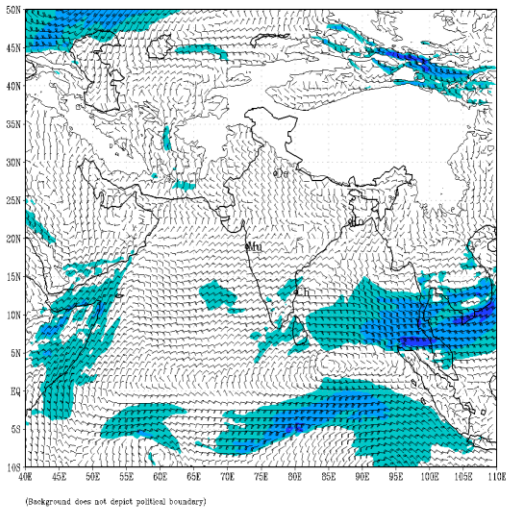 50N
45N
40N
35N
30N
25N
20N
15N
10N
5N
EQ
5S
10S
40E 45E 50E 55E 60E 65E 70E 75E 80E 85E 90E 95E 100E 105E 110E
Mu
(Background does not depict political boundary)